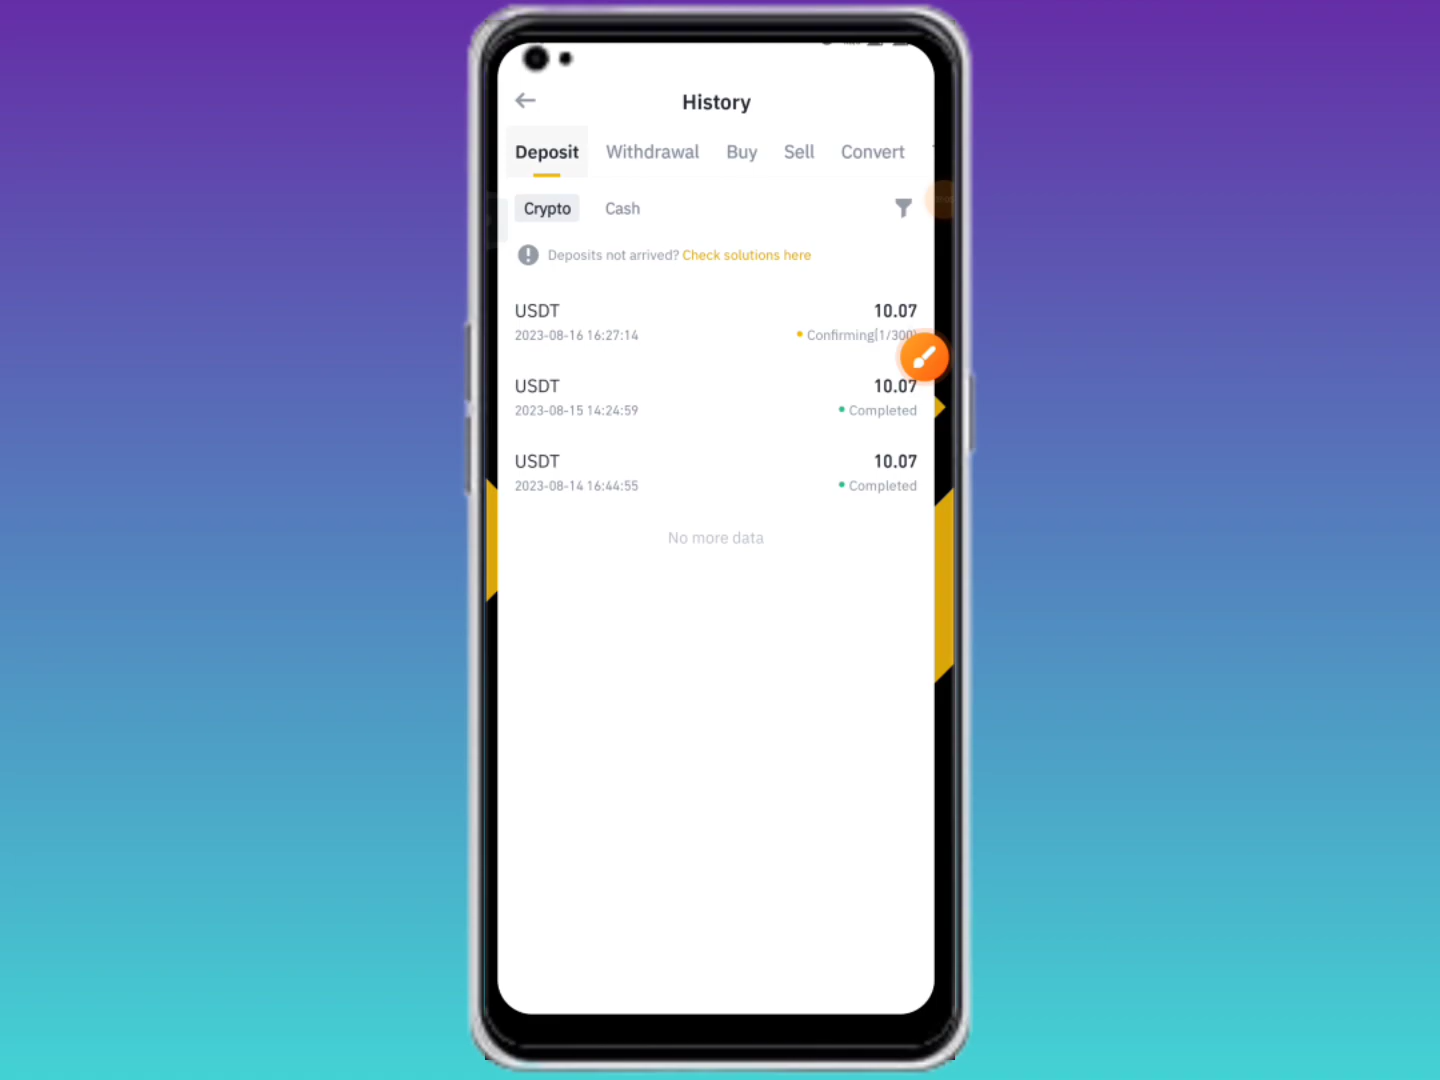 History
Deposit Withdrawal Buy Sell Convert
Crypto Cash
Deposits not arrived? Check solutions here
USDT 10.07
2023-08-16 16:27:14 Confirming(1/300)
USDT 10.07
2023-08-15 14:24:59 Completed
USDT 10.07
2023-08-14 16:44:55 Completed
No more data